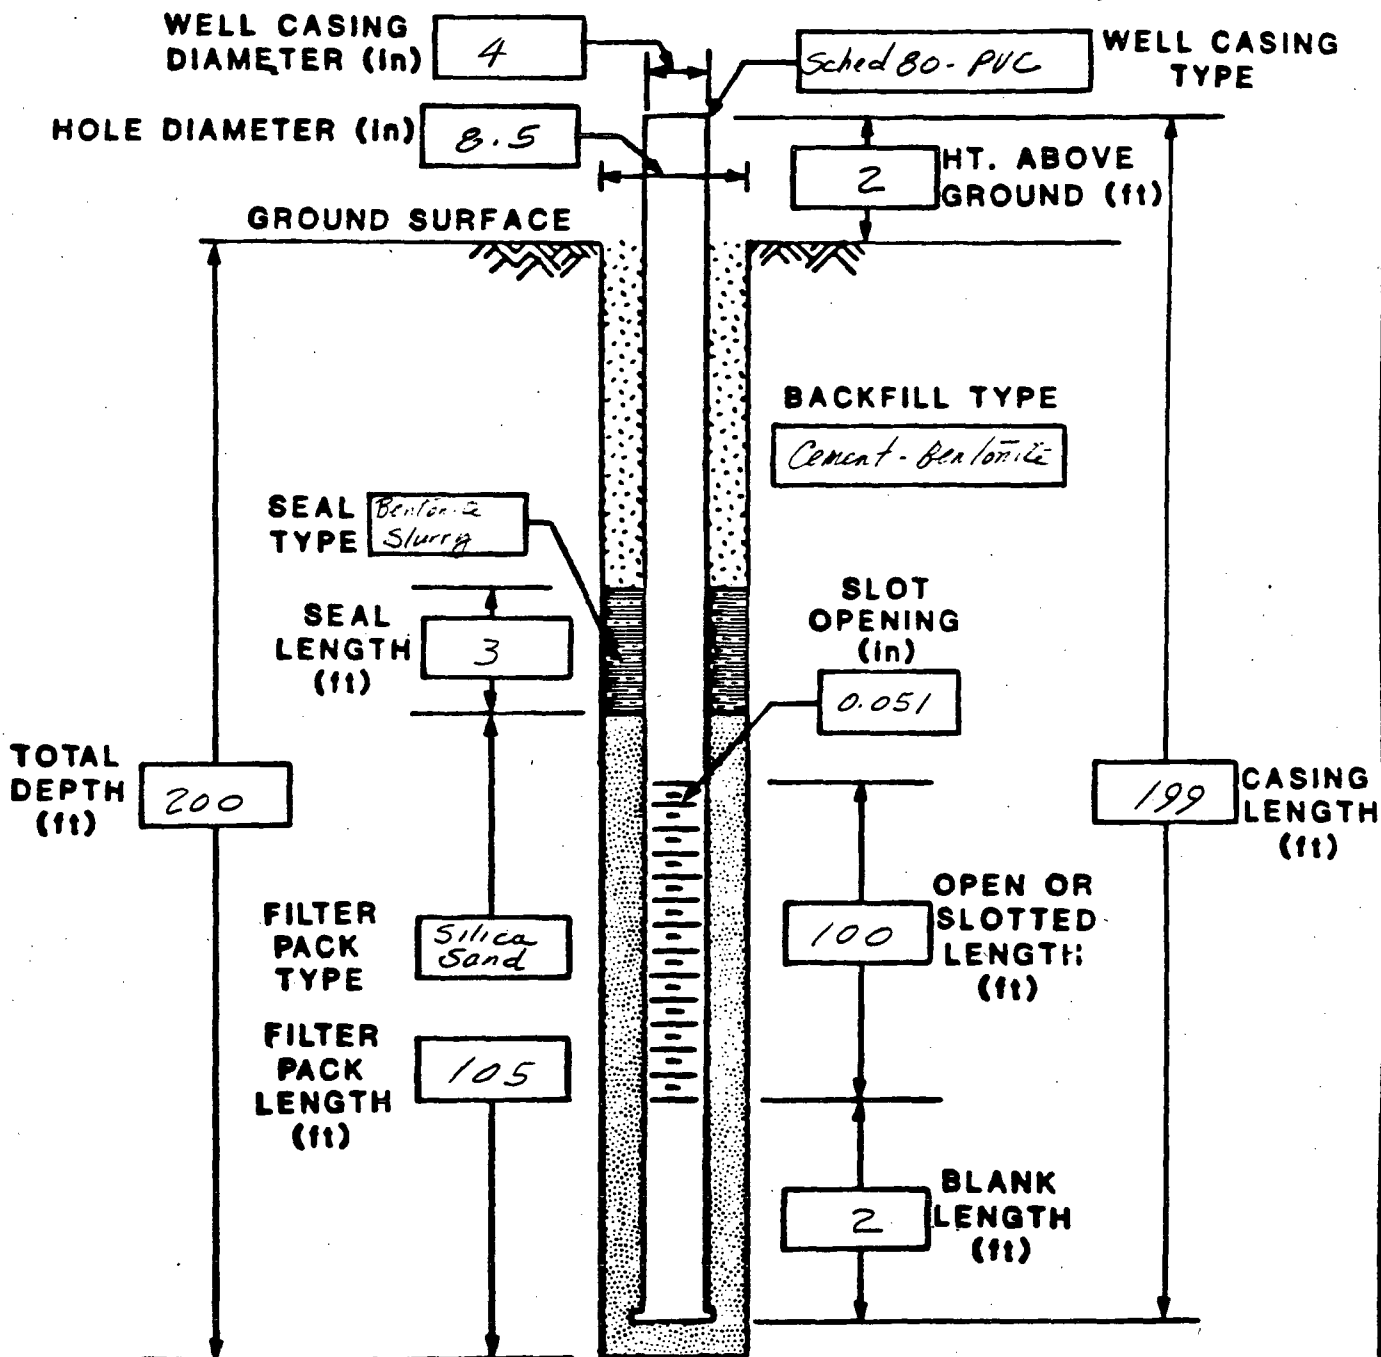 WELL CASING
DIAMETER (in)
4
Sched 80 - PVC
WELL CASING
TYPE
HOLE DIAMETER (in)
8.5
2
HT. ABOVE
GROUND (ft)
GROUND SURFACE
BACKFILL TYPE
Cement - Bentonite
SEAL
TYPE
Bentonite
Slurry
SEAL
LENGTH
(ft)
3
SLOT
OPENING
(in)
0.051
TOTAL
DEPTH
(ft)
200
199
CASING
LENGTH
(ft)
FILTER
PACK
TYPE
Silica
Sand
100
OPEN OR
SLOTTED
LENGTH
(ft)
FILTER
PACK
LENGTH
(ft)
105
2
BLANK
LENGTH
(ft)